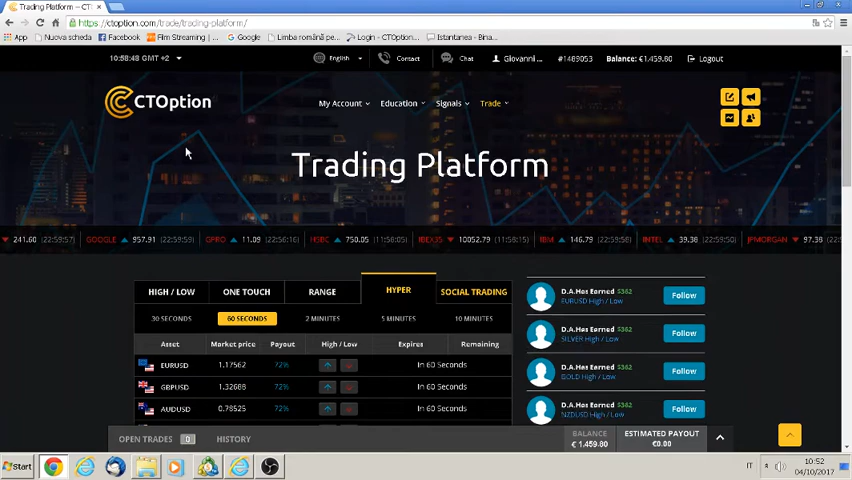 Trading Platform – CTO
https://ctoption.com/trade/trading-platform/
App Nuova scheda Facebook Film Streaming |... Google Limba română pe... Login - CTOption... Istantanea - Bina...
10:58:48 GMT +2 English Contact Chat Giovanni ... #1489053 Balance: €1,459.80 Logout
CTOption My Account Education Signals Trade
Trading Platform
241.60 (22:59:57) GOOGLE 957.91 (22:59:59) GPRO 11.09 (22:56:16) HSBC 750.05 (11:58:05) IBEX35 10052.79 (11:58:15) IBM 146.79 (22:59:58) INTEL 39.38 (22:59:50) JPMORGAN 97.38
HIGH / LOW ONE TOUCH RANGE HYPER SOCIAL TRADING
30 SECONDS 60 SECONDS 2 MINUTES 5 MINUTES 10 MINUTES
Asset Market price Payout High / Low Expires Remaining
EURUSD 1.17562 72% In 60 Seconds
GBPUSD 1.32688 72% In 60 Seconds
AUDUSD 0.78525 72% In 60 Seconds
D.A.Has Earned $362
EURUSD High / Low
Follow
D.A.Has Earned $362
SILVER High / Low
Follow
D.A.Has Earned $362
GOLD High / Low
Follow
D.A.Has Earned $362
NZDUSD High / Low
Follow
OPEN TRADES 0 HISTORY
BALANCE
€ 1,459.80
ESTIMATED PAYOUT
€0.00
Start
IT
10:52
04/10/2017